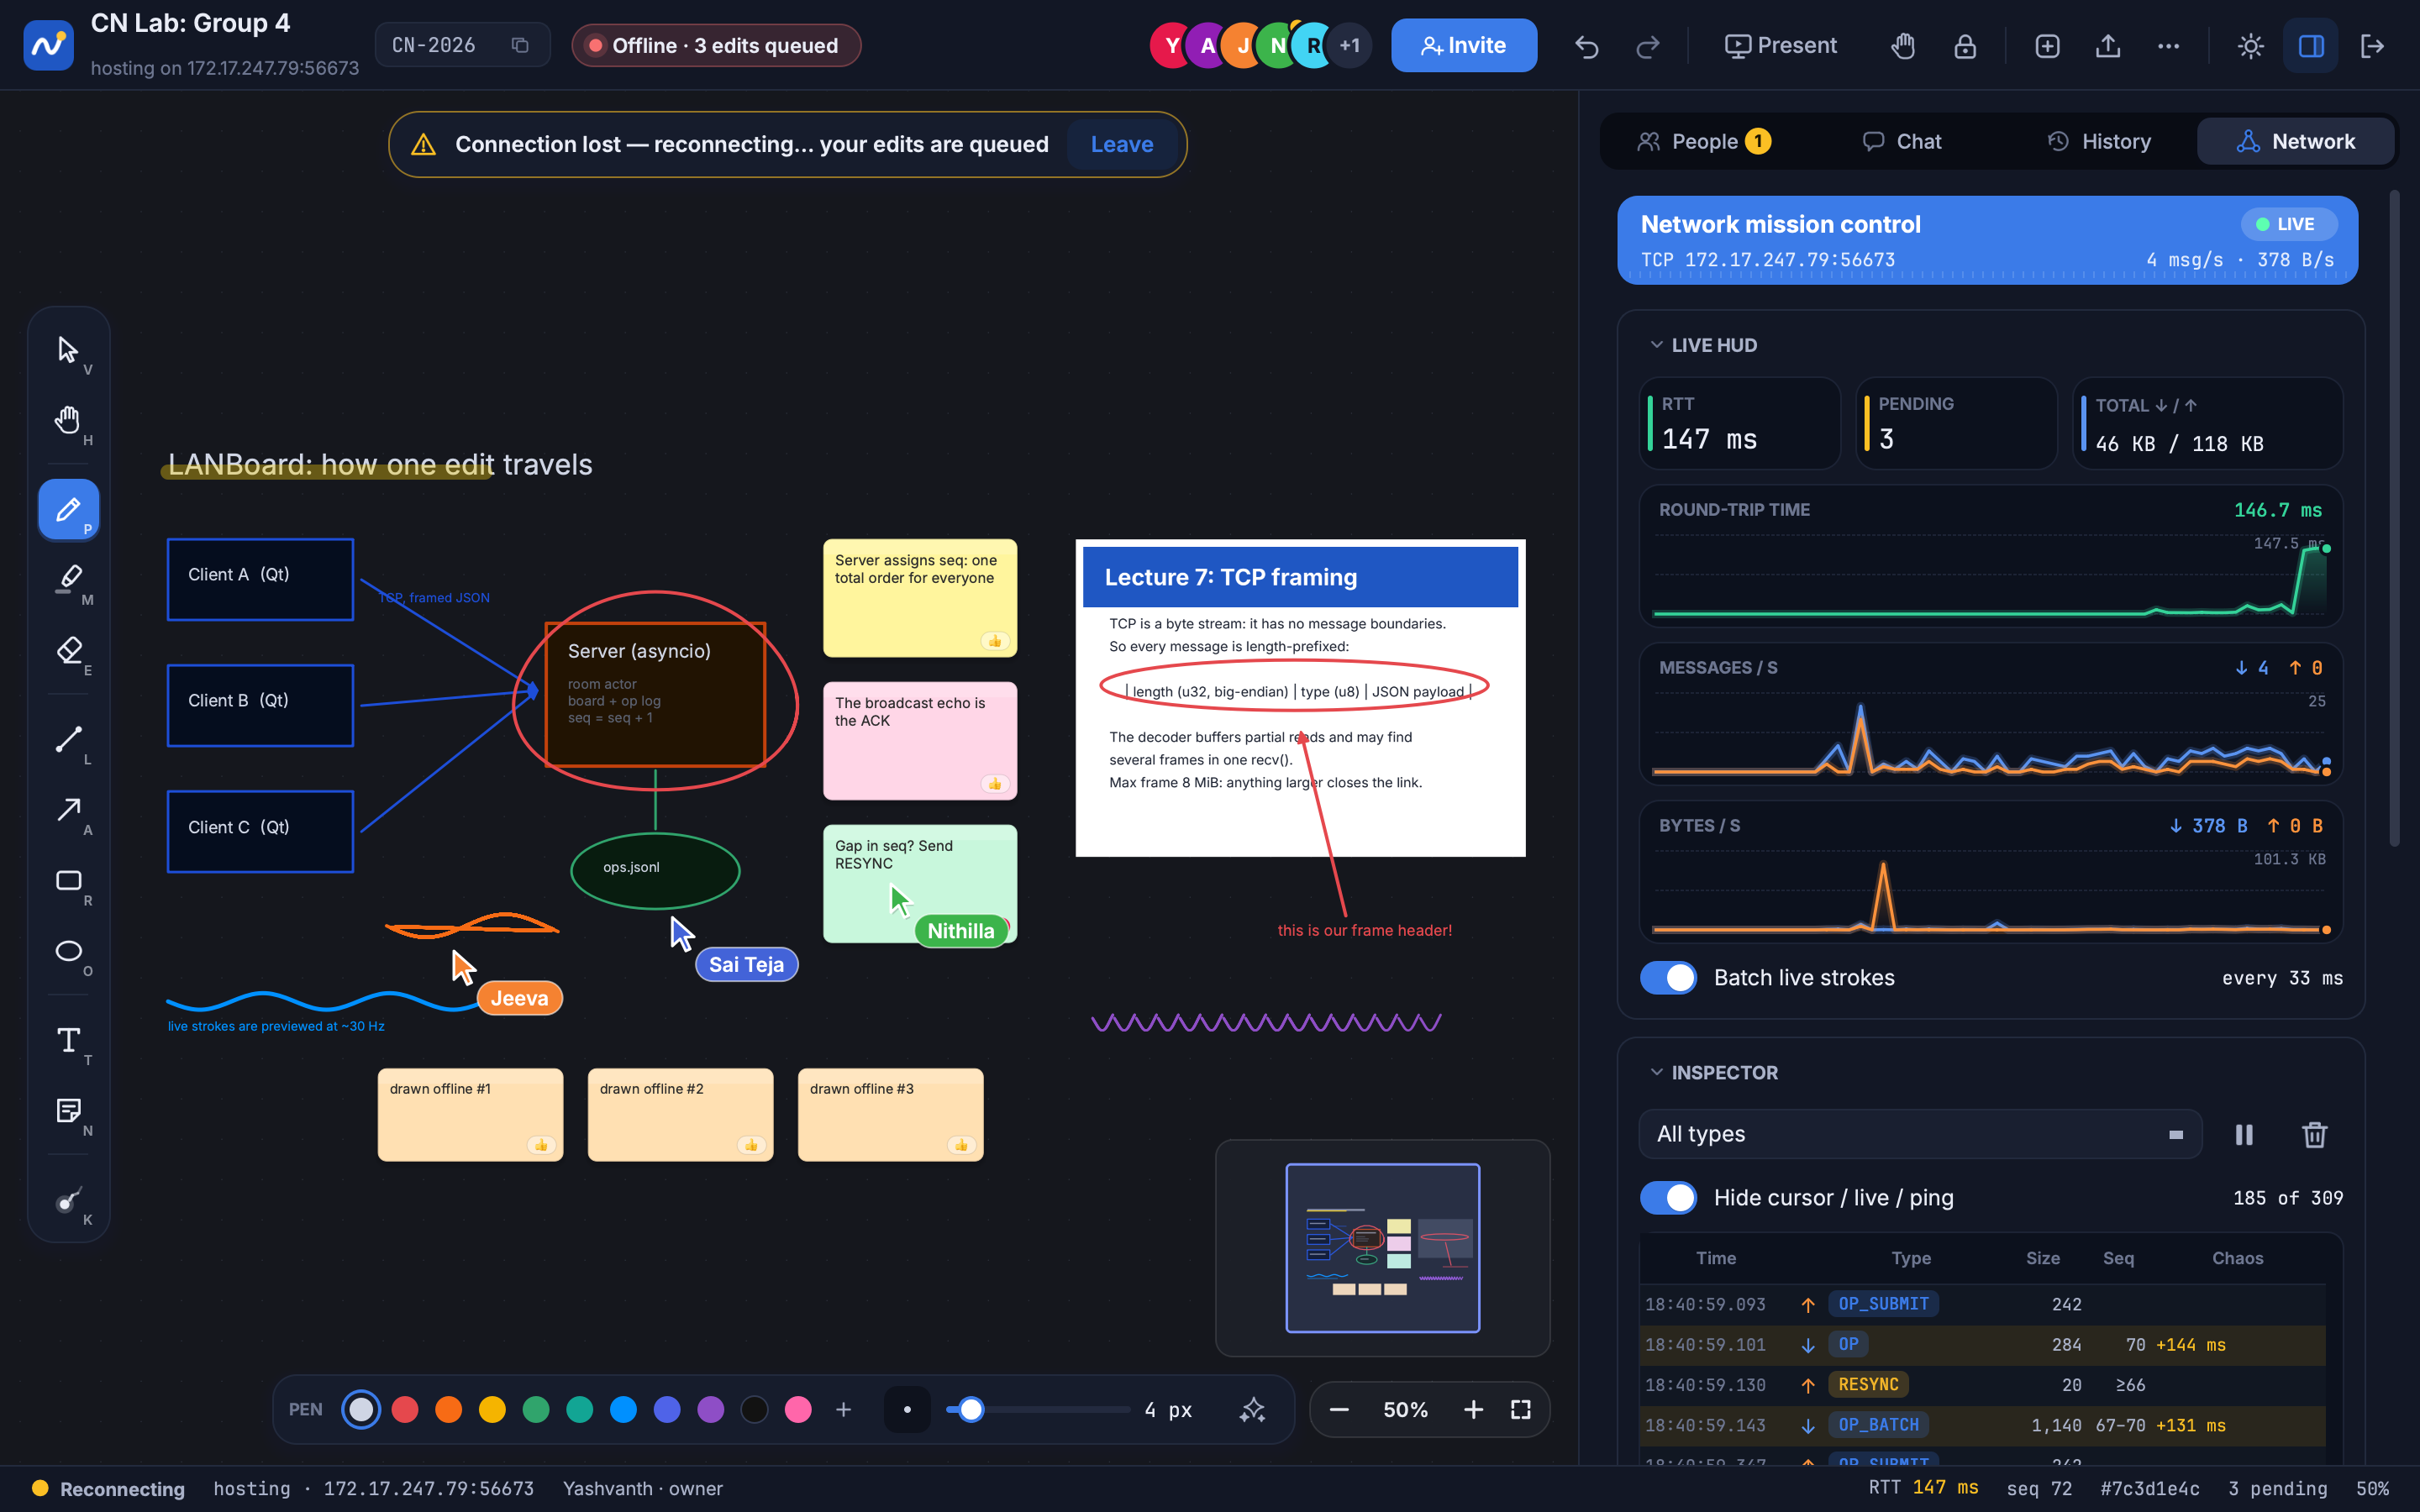 CN Lab: Group 4
hosting on 172.17.247.79:56673
CN-2026
Offline · 3 edits queued
Y A J N R +1
Invite
Present
Connection lost — reconnecting... your edits are queued
Leave
People 1
Chat
History
Network
Network mission control
LIVE
TCP 172.17.247.79:56673
4 msg/s · 378 B/s
LIVE HUD
RTT
147 ms
PENDING
3
TOTAL ↓ / ↑
46 KB / 118 KB
ROUND-TRIP TIME
146.7 ms
147.5 ms
MESSAGES / S
↓ 4 ↑ 0
25
BYTES / S
↓ 378 B ↑ 0 B
101.3 KB
Batch live strokes
every 33 ms
INSPECTOR
All types
Hide cursor / live / ping
185 of 309
Time Type Size Seq Chaos
18:40:59.093 ↑ OP_SUBMIT 242
18:40:59.101 ↓ OP 284 70 +144 ms
18:40:59.130 ↑ RESYNC 20 ≥66
18:40:59.143 ↓ OP_BATCH 1,140 67–70 +131 ms
18:40:59.347 ↑ OP_SUBMIT 242
V
H
P
M
E
L
A
R
O
T
N
K
LANBoard: how one edit travels
Client A (Qt)
Client B (Qt)
Client C (Qt)
TCP, framed JSON
Server (asyncio)
room actor
board + op log
seq = seq + 1
ops.jsonl
Server assigns seq: one
total order for everyone
The broadcast echo is
the ACK
Gap in seq? Send
RESYNC
Nithilla
Sai Teja
Jeeva
Lecture 7: TCP framing
TCP is a byte stream: it has no message boundaries.
So every message is length-prefixed:
| length (u32, big-endian) | type (u8) | JSON payload |
The decoder buffers partial reads and may find
several frames in one recv().
Max frame 8 MiB: anything larger closes the link.
this is our frame header!
live strokes are previewed at ~30 Hz
drawn offline #1
drawn offline #2
drawn offline #3
PEN
4 px
50%
Reconnecting
hosting · 172.17.247.79:56673
Yashvanth · owner
RTT 147 ms
seq 72
#7c3d1e4c
3 pending
50%